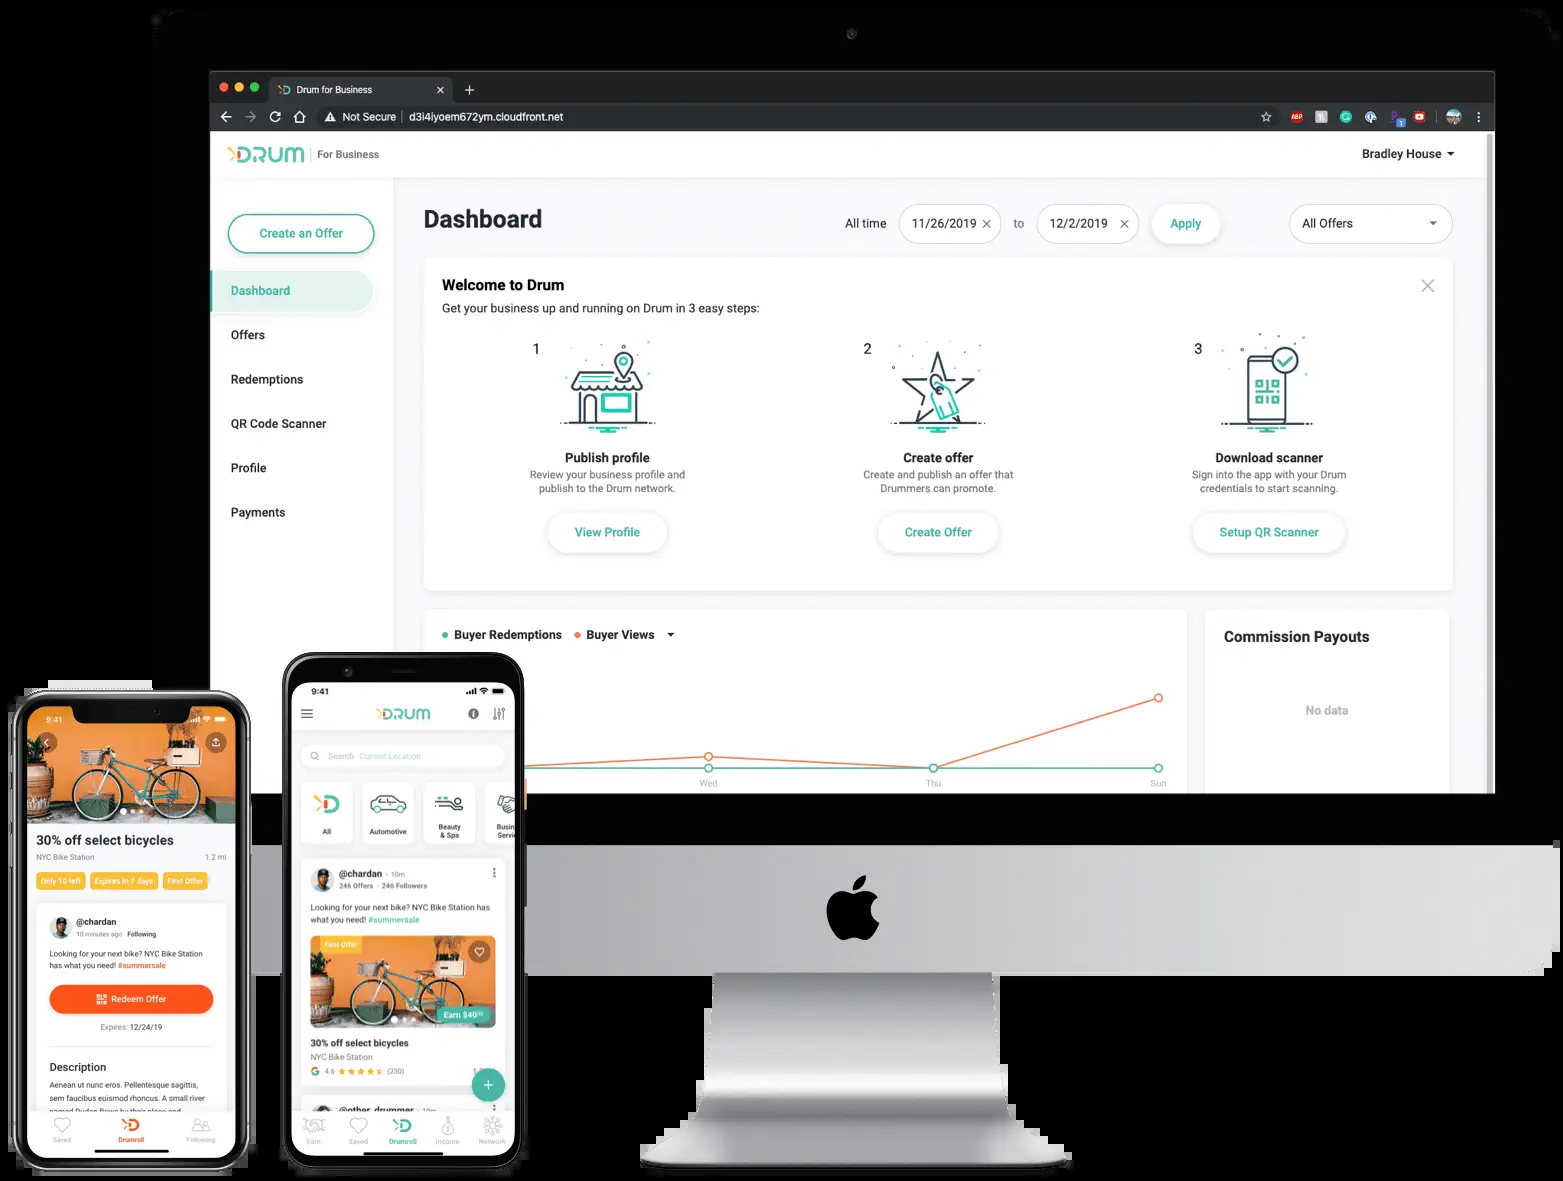 Drum for Business
Not Secure
d3i4iyoem672ym.cloudfront.net
ABP
1
DRUM
For Business
Bradley House
Create an Offer
Dashboard
Offers
Redemptions
QR Code Scanner
Profile
Payments
Dashboard
All time
11/26/2019
to
12/2/2019
Apply
All Offers
Welcome to Drum
Get your business up and running on Drum in 3 easy steps:
1
Publish profile
Review your business profile and
publish to the Drum network.
View Profile
2
Create offer
Create and publish an offer that
Drummers can promote.
Create Offer
3
Download scanner
Sign into the app with your Drum
credentials to start scanning.
Setup QR Scanner
Buyer Redemptions
Buyer Views
Wed
Thu
Sun
Commission Payouts
No data
9:41
30% off select bicycles
NYC Bike Station
1.2 mi
Only 10 left
Expires in 7 days
First Offer
@chardan
10 minutes ago
Following
Looking for your next bike? NYC Bike Station
has what you need! #summersale
Redeem Offer
Expires: 12/24/19
Description
Aenean ut nunc eros. Pellentesque sagittis,
sem faucibus euismod rhoncus. A small river
named Duden flows by their place and
Saved
Drumroll
Following
9:41
DRUM
Search
Current Location
All
Automotive
Beauty
& Spa
Busin
Servi
@chardan · 10m
246 Offers · 246 Followers
Looking for your next bike? NYC Bike Station has
what you need! #summersale
First Offer
Earn $40
30% off select bicycles
NYC Bike Station
4.6
(230)
@other_drummer · 10m
Earn
Saved
Drumroll
Income
Network